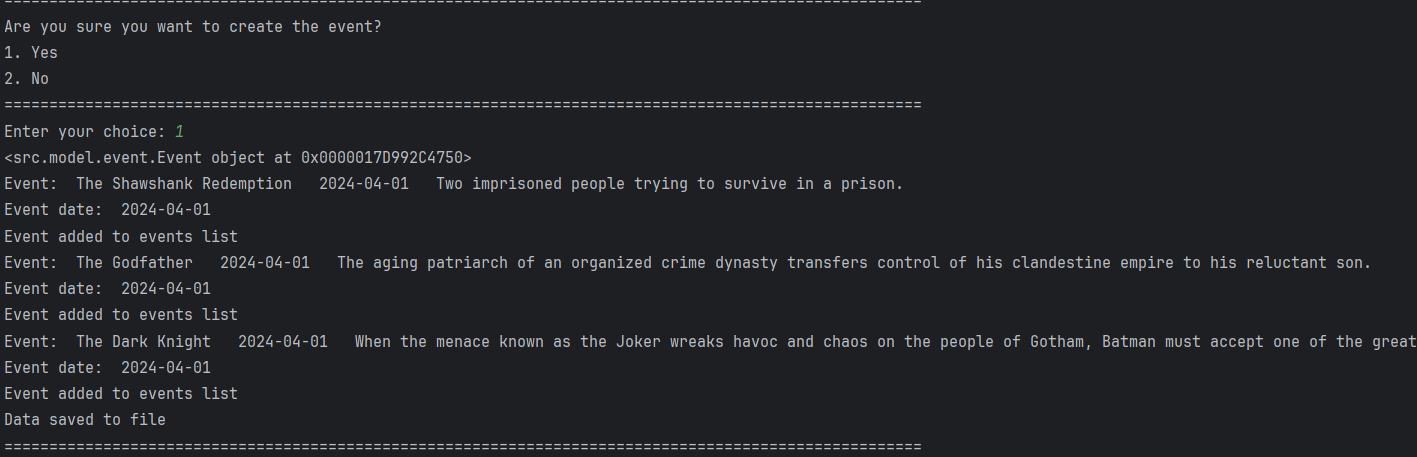 ======================================================================================================
Are you sure you want to create the event?
1. Yes
2. No
======================================================================================================
Enter your choice: 1
<src.model.event.Event object at 0x0000017D992C4750>
Event:  The Shawshank Redemption   2024-04-01   Two imprisoned people trying to survive in a prison.
Event date:  2024-04-01
Event added to events list
Event:  The Godfather   2024-04-01   The aging patriarch of an organized crime dynasty transfers control of his clandestine empire to his reluctant son.
Event date:  2024-04-01
Event added to events list
Event:  The Dark Knight   2024-04-01   When the menace known as the Joker wreaks havoc and chaos on the people of Gotham, Batman must accept one of the great
Event date:  2024-04-01
Event added to events list
Data saved to file
======================================================================================================